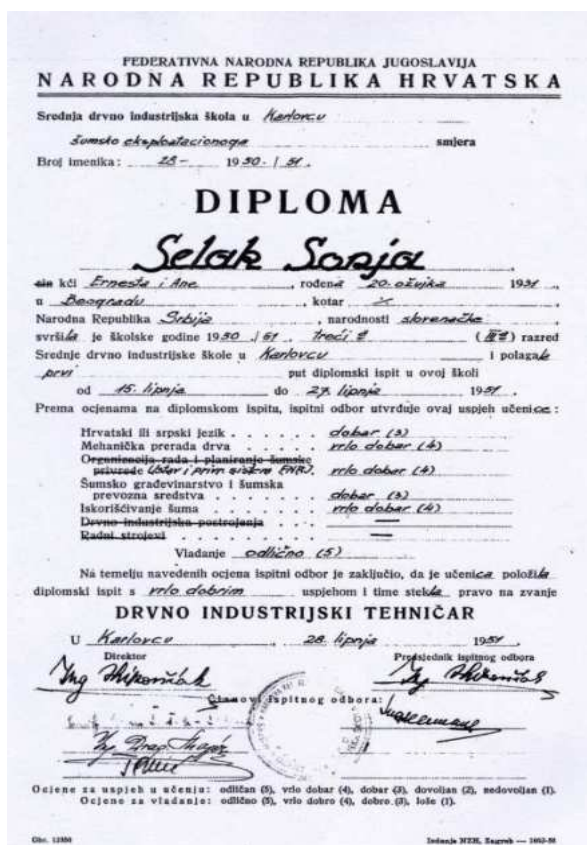 FEDERATIVNA NARODNA REPUBLIKA JUGOSLAVIJA
NARODNA REPUBLIKA HRVATSKA
Srednja drvno industrijska škola u Karlovcu
šumsko eksploatacionoga smjera
Broj imenika: 25- 1950./51.
DIPLOMA
Selak Sonja
sin kći Ernesta i Ane, rođena 20. ožujka 1931.,
u Beogradu, kotar
Narodna Republika Srbija, narodnosti slovenačke
svršila je školske godine 1950./51. treći (III) razred
Srednje drvno industrijske škole u Karlovcu i polagala
prvi put diplomski ispit u ovoj školi
od 15. lipnja do 27. lipnja 1951.
Prema ocjenama na diplomskom ispitu, ispitni odbor utvrđuje ovaj uspjeh učenice:
Hrvatski ili srpski jezik . . . . . dobar (3)
Mehanička prerada drva . . . . . vrlo dobar (4)
Organizacija rada i planiranje šumske
privrede Ustav i priv. sistem FNRJ. vrlo dobar (4)
Šumsko građevinarstvo i šumska
prevozna sredstva . . . . . dobar (3)
Iskorišćivanje šuma . . . . . vrlo dobar (4)
Drvno industrijska postrojenja —
Radni strojevi . . . . . —
Vladanje odlično (5)
Na temelju navedenih ocjena ispitni odbor je zaključio, da je učenica položila
diplomski ispit s vrlo dobrim uspjehom i time stekla pravo na zvanje
DRVNO INDUSTRIJSKI TEHNIČAR
U Karlovcu, 28. lipnja 1951
Direktor Predsjednik ispitnog odbora
Ing Ing
Članovi ispitnog odbora:
Ocjene za uspjeh u učenju: odličan (5), vrlo dobar (4), dobar (3), dovoljan (2), nedovoljan (1).
Ocjene za vladanje: odlično (5), vrlo dobro (4), dobro (3), loše (1).